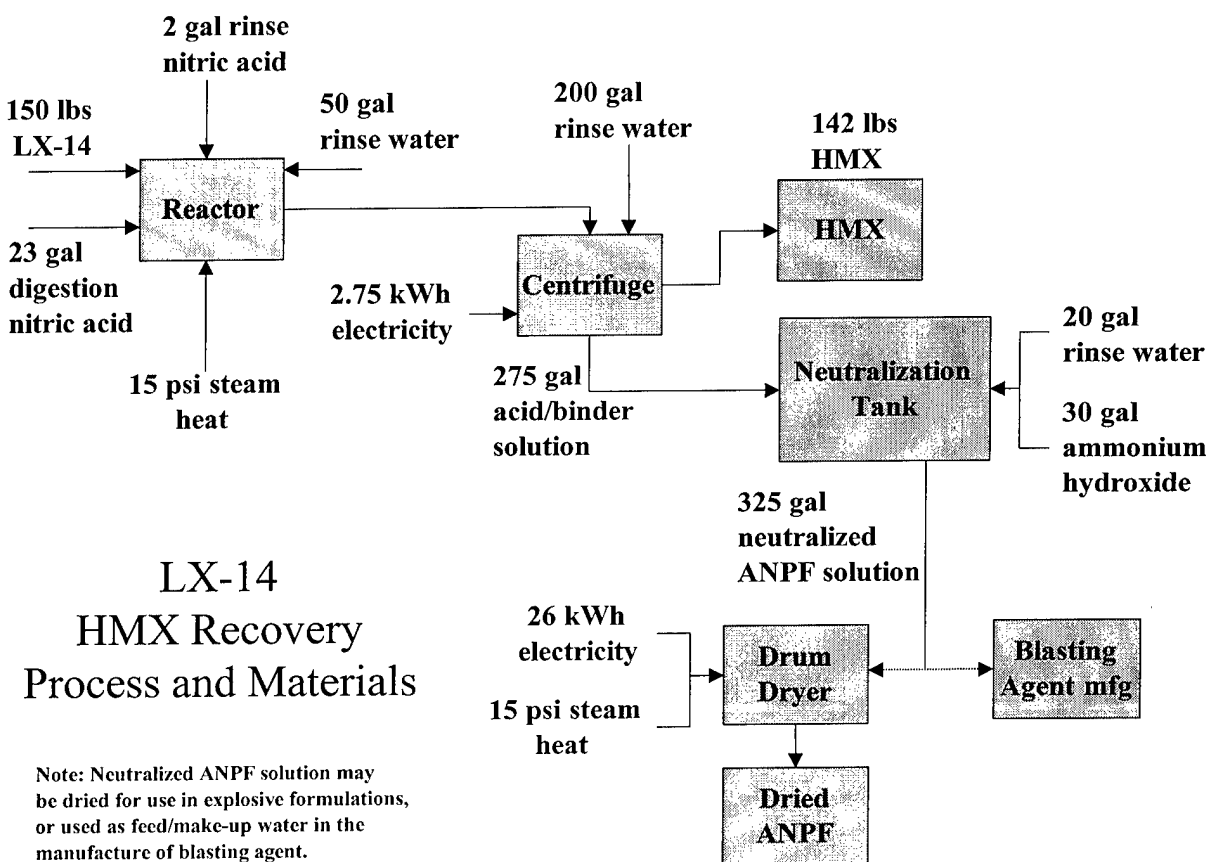 2 gal rinse
nitric acid
150 lbs
LX-14
50 gal
rinse water
200 gal
rinse water
142 lbs
HMX
Reactor
HMX
23 gal
digestion
nitric acid
2.75 kWh
electricity
Centrifuge
15 psi steam
heat
275 gal
acid/binder
solution
Neutralization
Tank
20 gal
rinse water
30 gal
ammonium
hydroxide
325 gal
neutralized
ANPF solution
LX-14
HMX Recovery
Process and Materials
26 kWh
electricity
15 psi steam
heat
Drum
Dryer
Blasting
Agent mfg
Dried
ANPF
Note: Neutralized ANPF solution may
be dried for use in explosive formulations,
or used as feed/make-up water in the
manufacture of blasting agent.